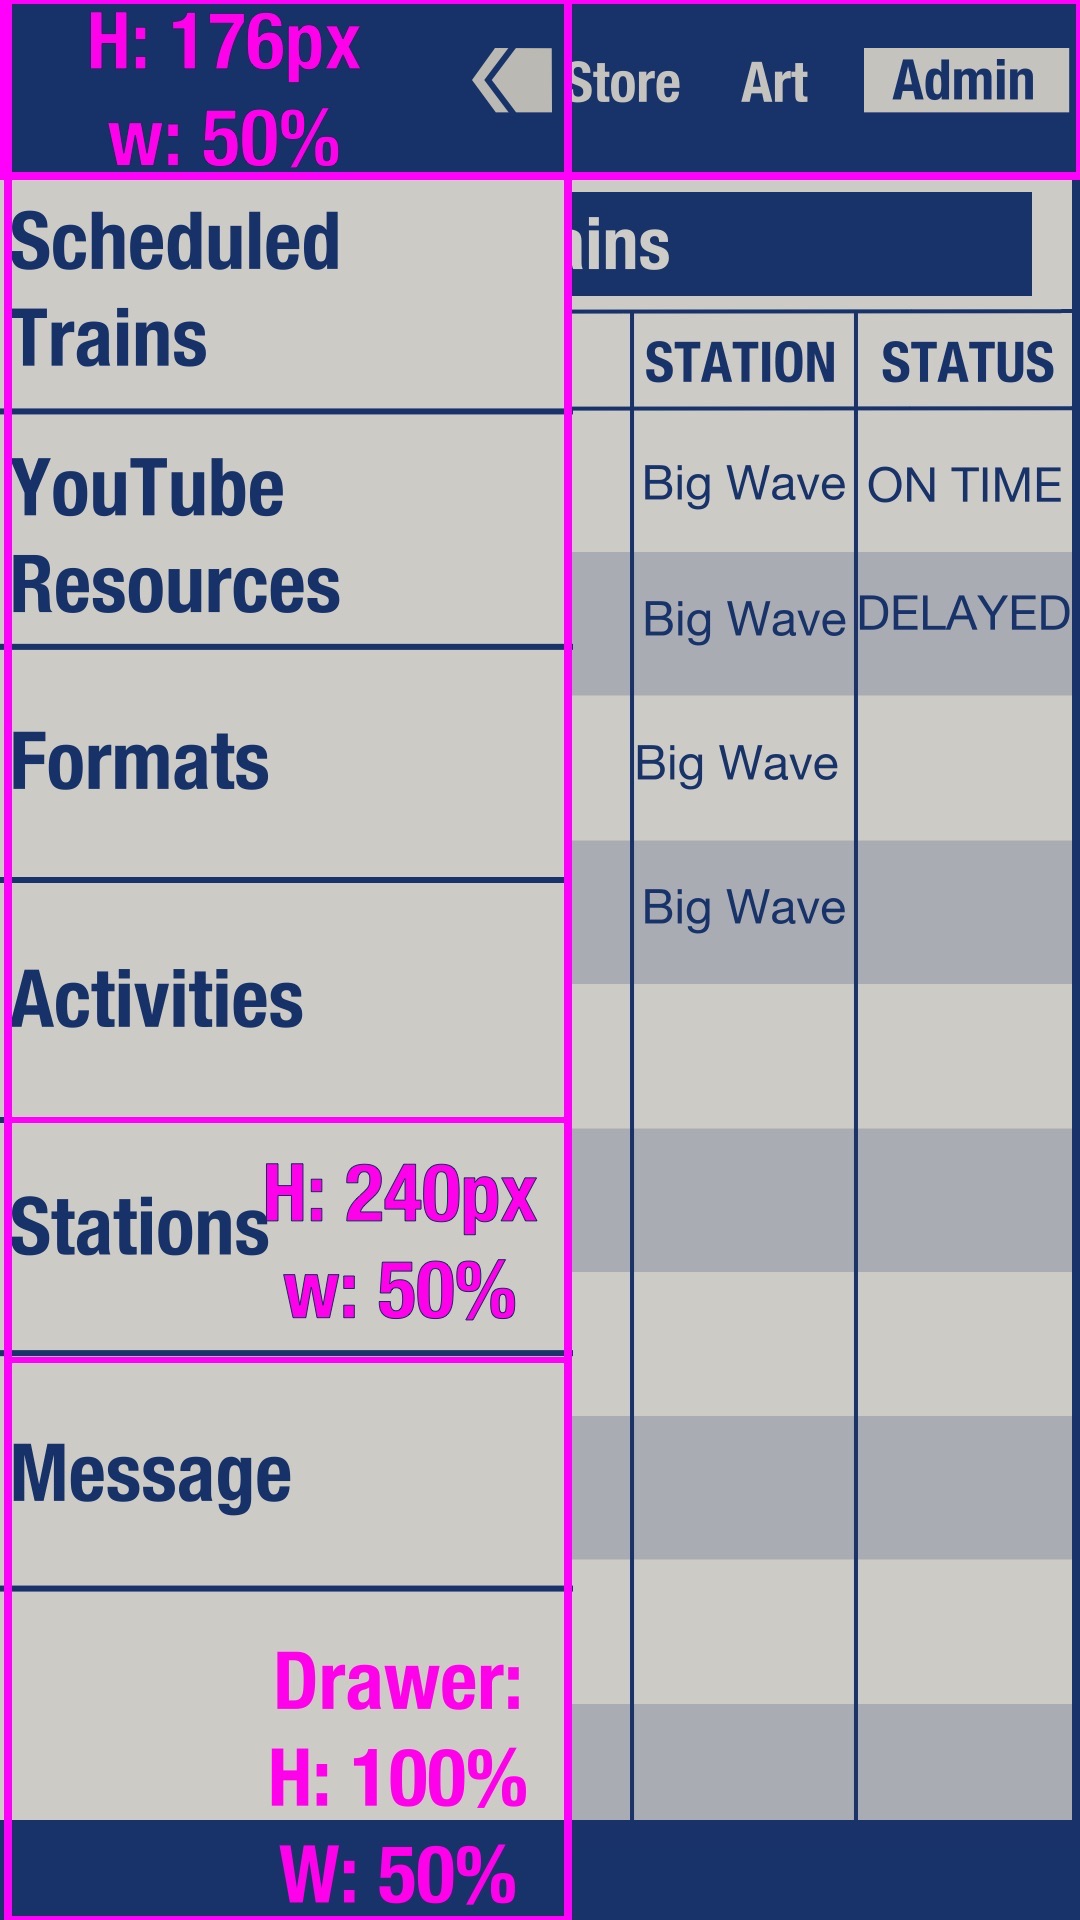 H: 176px
w: 50%
Store Art Admin
Scheduled
Trains
ains
STATION STATUS
YouTube
Resources
Big Wave ON TIME
Big Wave DELAYED
Formats
Big Wave
Activities
Big Wave
Stations
H: 240px
w: 50%
Message
Drawer:
H: 100%
W: 50%